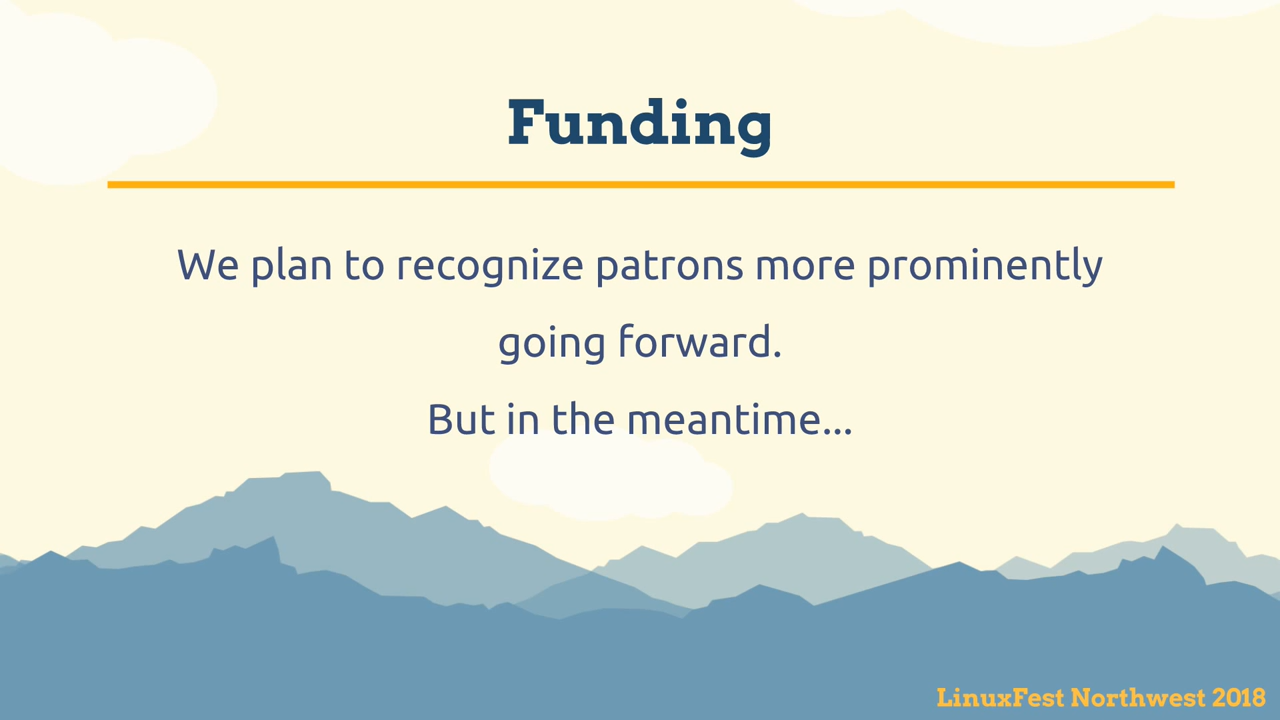 Funding
We plan to recognize patrons more prominently
going forward.
But in the meantime...
LinuxFest Northwest 2018